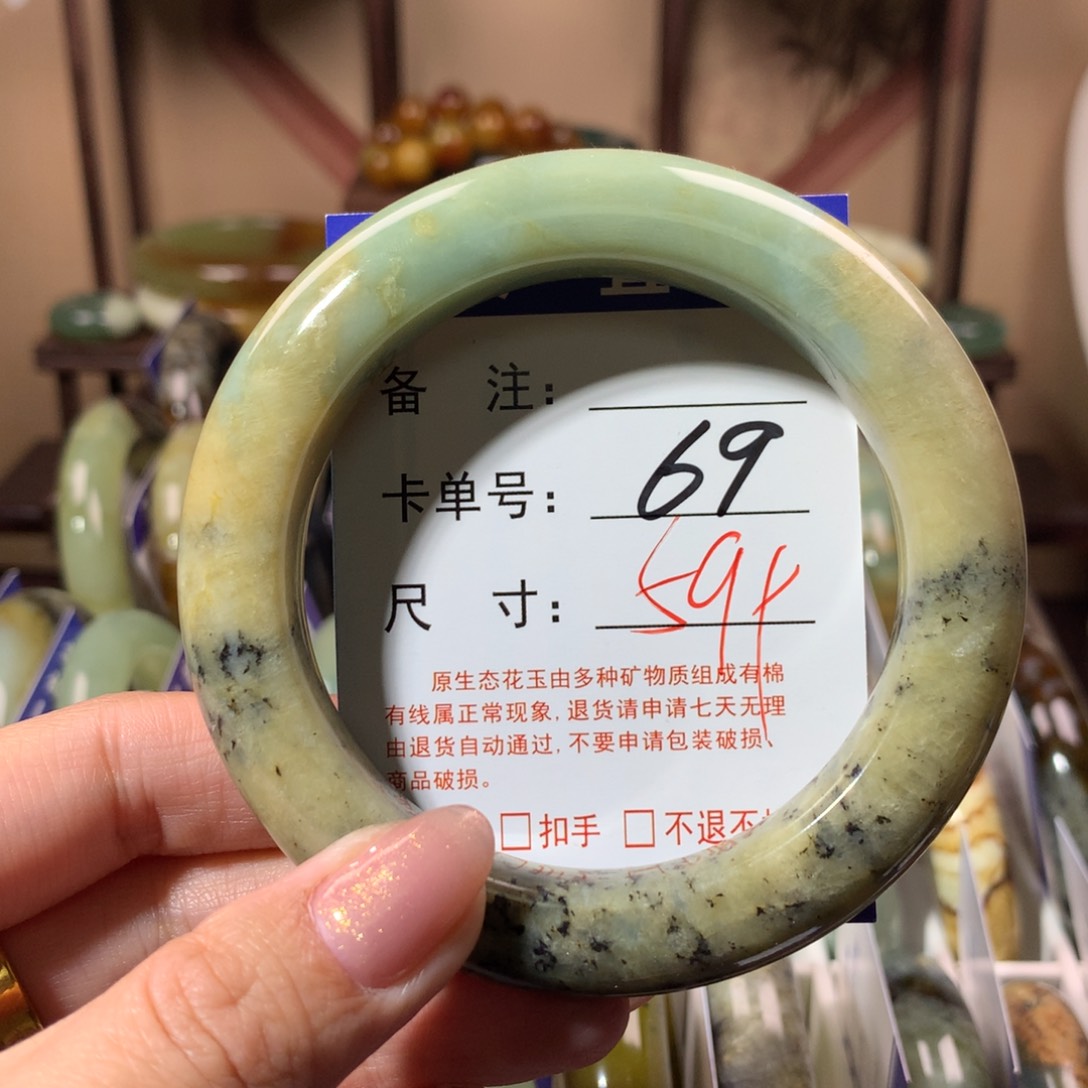 备 注：
卡单号： 69
尺 寸： 59
原生态花玉由多种矿物质组成有棉
有线属正常现象，退货请申请七天无理
由退货自动通过，不要申请包装破损、
商品破损。
□扣手 □不退不